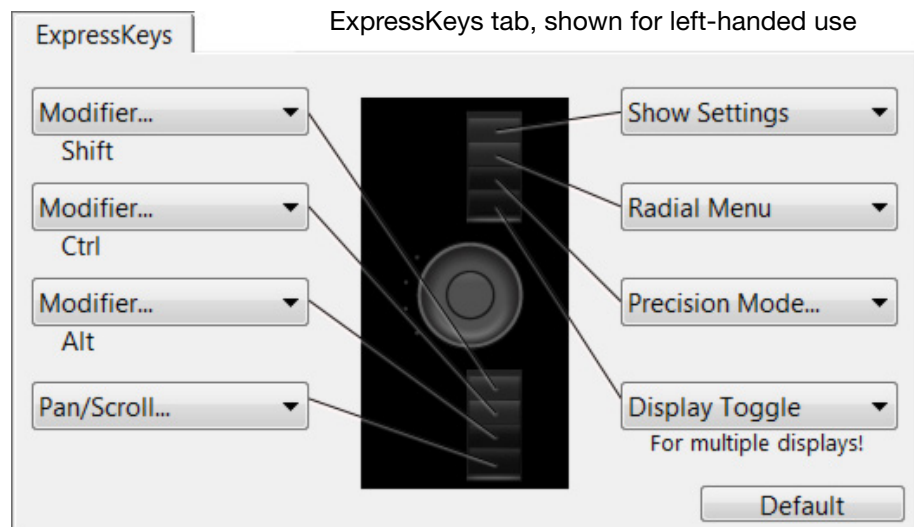 ExpressKeys tab, shown for left-handed use
ExpressKeys
Modifier...
Shift
Modifier...
Ctrl
Modifier...
Alt
Pan/Scroll...
Show Settings
Radial Menu
Precision Mode...
Display Toggle
For multiple displays!
Default